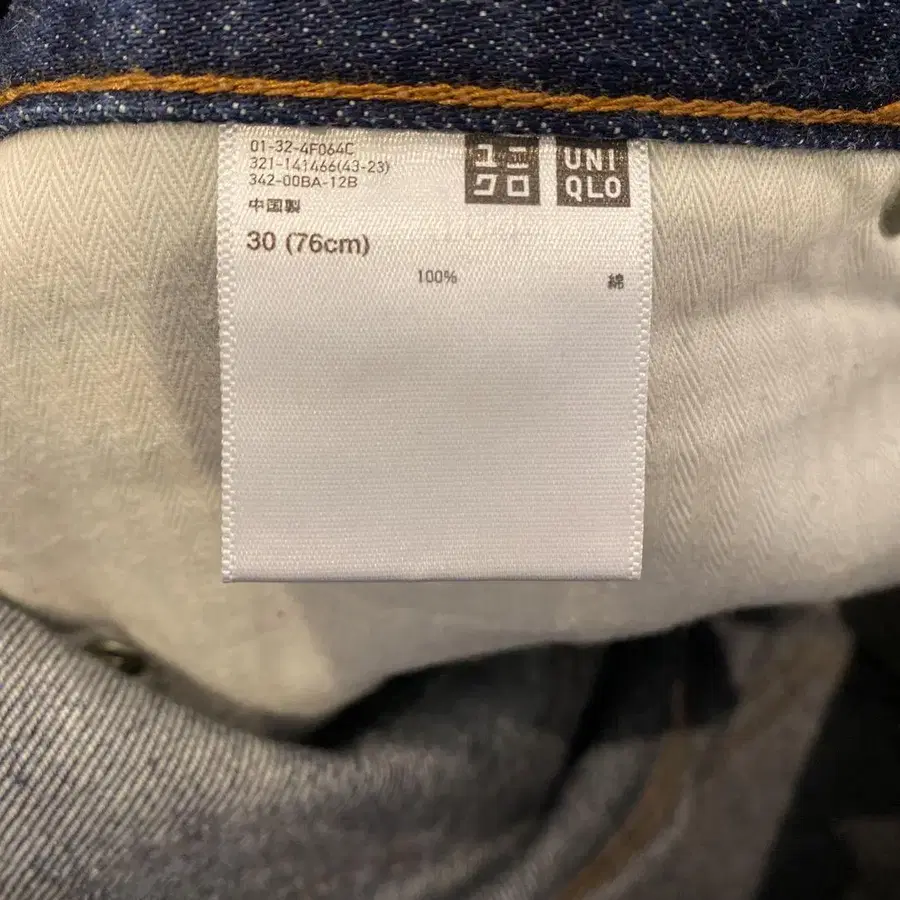 01-32-4F064C
321-141466(43-23)
342-00BA-12B
ユニ
クロ
UNI
QLO
中国製
30 (76cm)
100% 綿